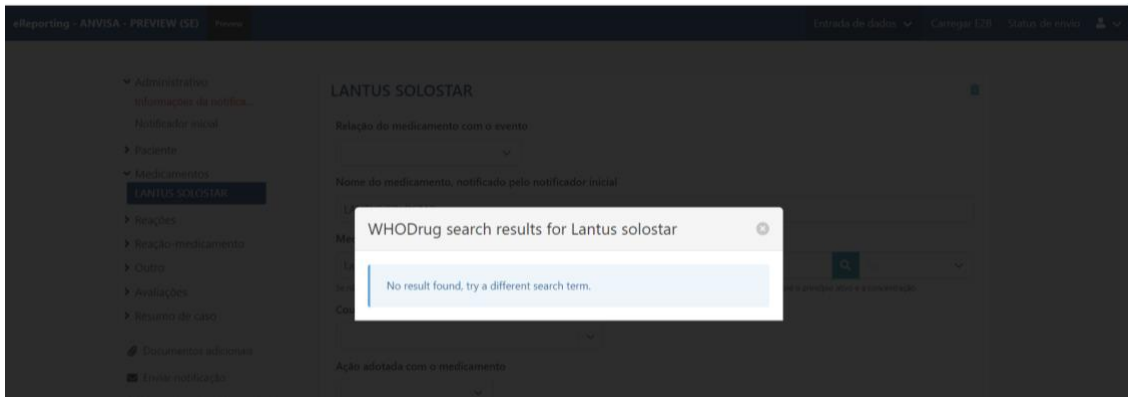 eReporting - ANVISA - PREVIEW (SE) Preview
Entrada de dados Carregar E2B Status de envio
Administrativo
Informações da notifica...
Notificador inicial
Paciente
Medicamentos
LANTUS SOLOSTAR
Reações
Reação-medicamento
Outro
Avaliações
Resumo de caso
Documentos adicionais
Enviar notificação
LANTUS SOLOSTAR
Relação do medicamento com o evento
Nome do medicamento, notificado pelo notificador inicial
WHODrug search results for Lantus solostar
No result found, try a different search term.
Ação adotada com o medicamento